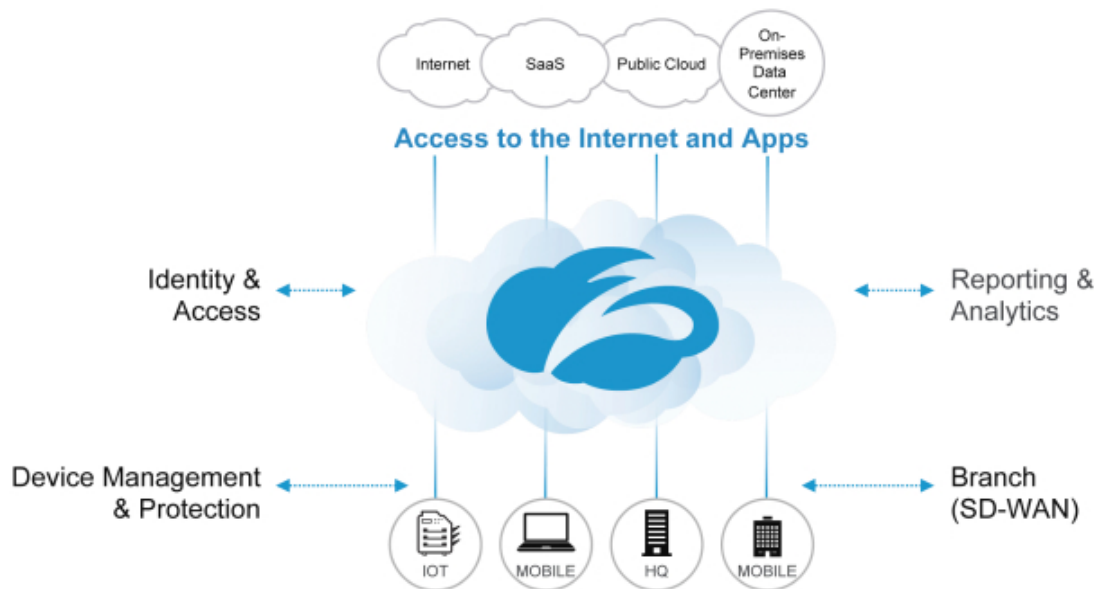 Internet
SaaS
Public Cloud
On-
Premises
Data
Center
Access to the Internet and Apps
Identity &
Access
Reporting &
Analytics
Device Management
& Protection
Branch
(SD-WAN)
IOT
MOBILE
HQ
MOBILE